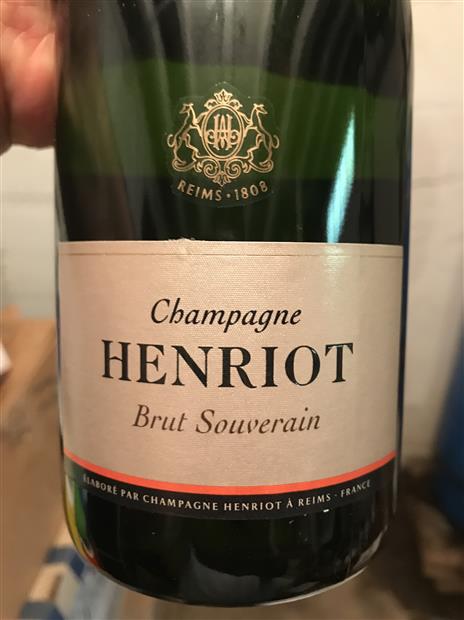 REIMS · 1808
Champagne
HENRIOT
Brut Souverain
ÉLABORÉ PAR CHAMPAGNE HENRIOT À REIMS · FRANCE